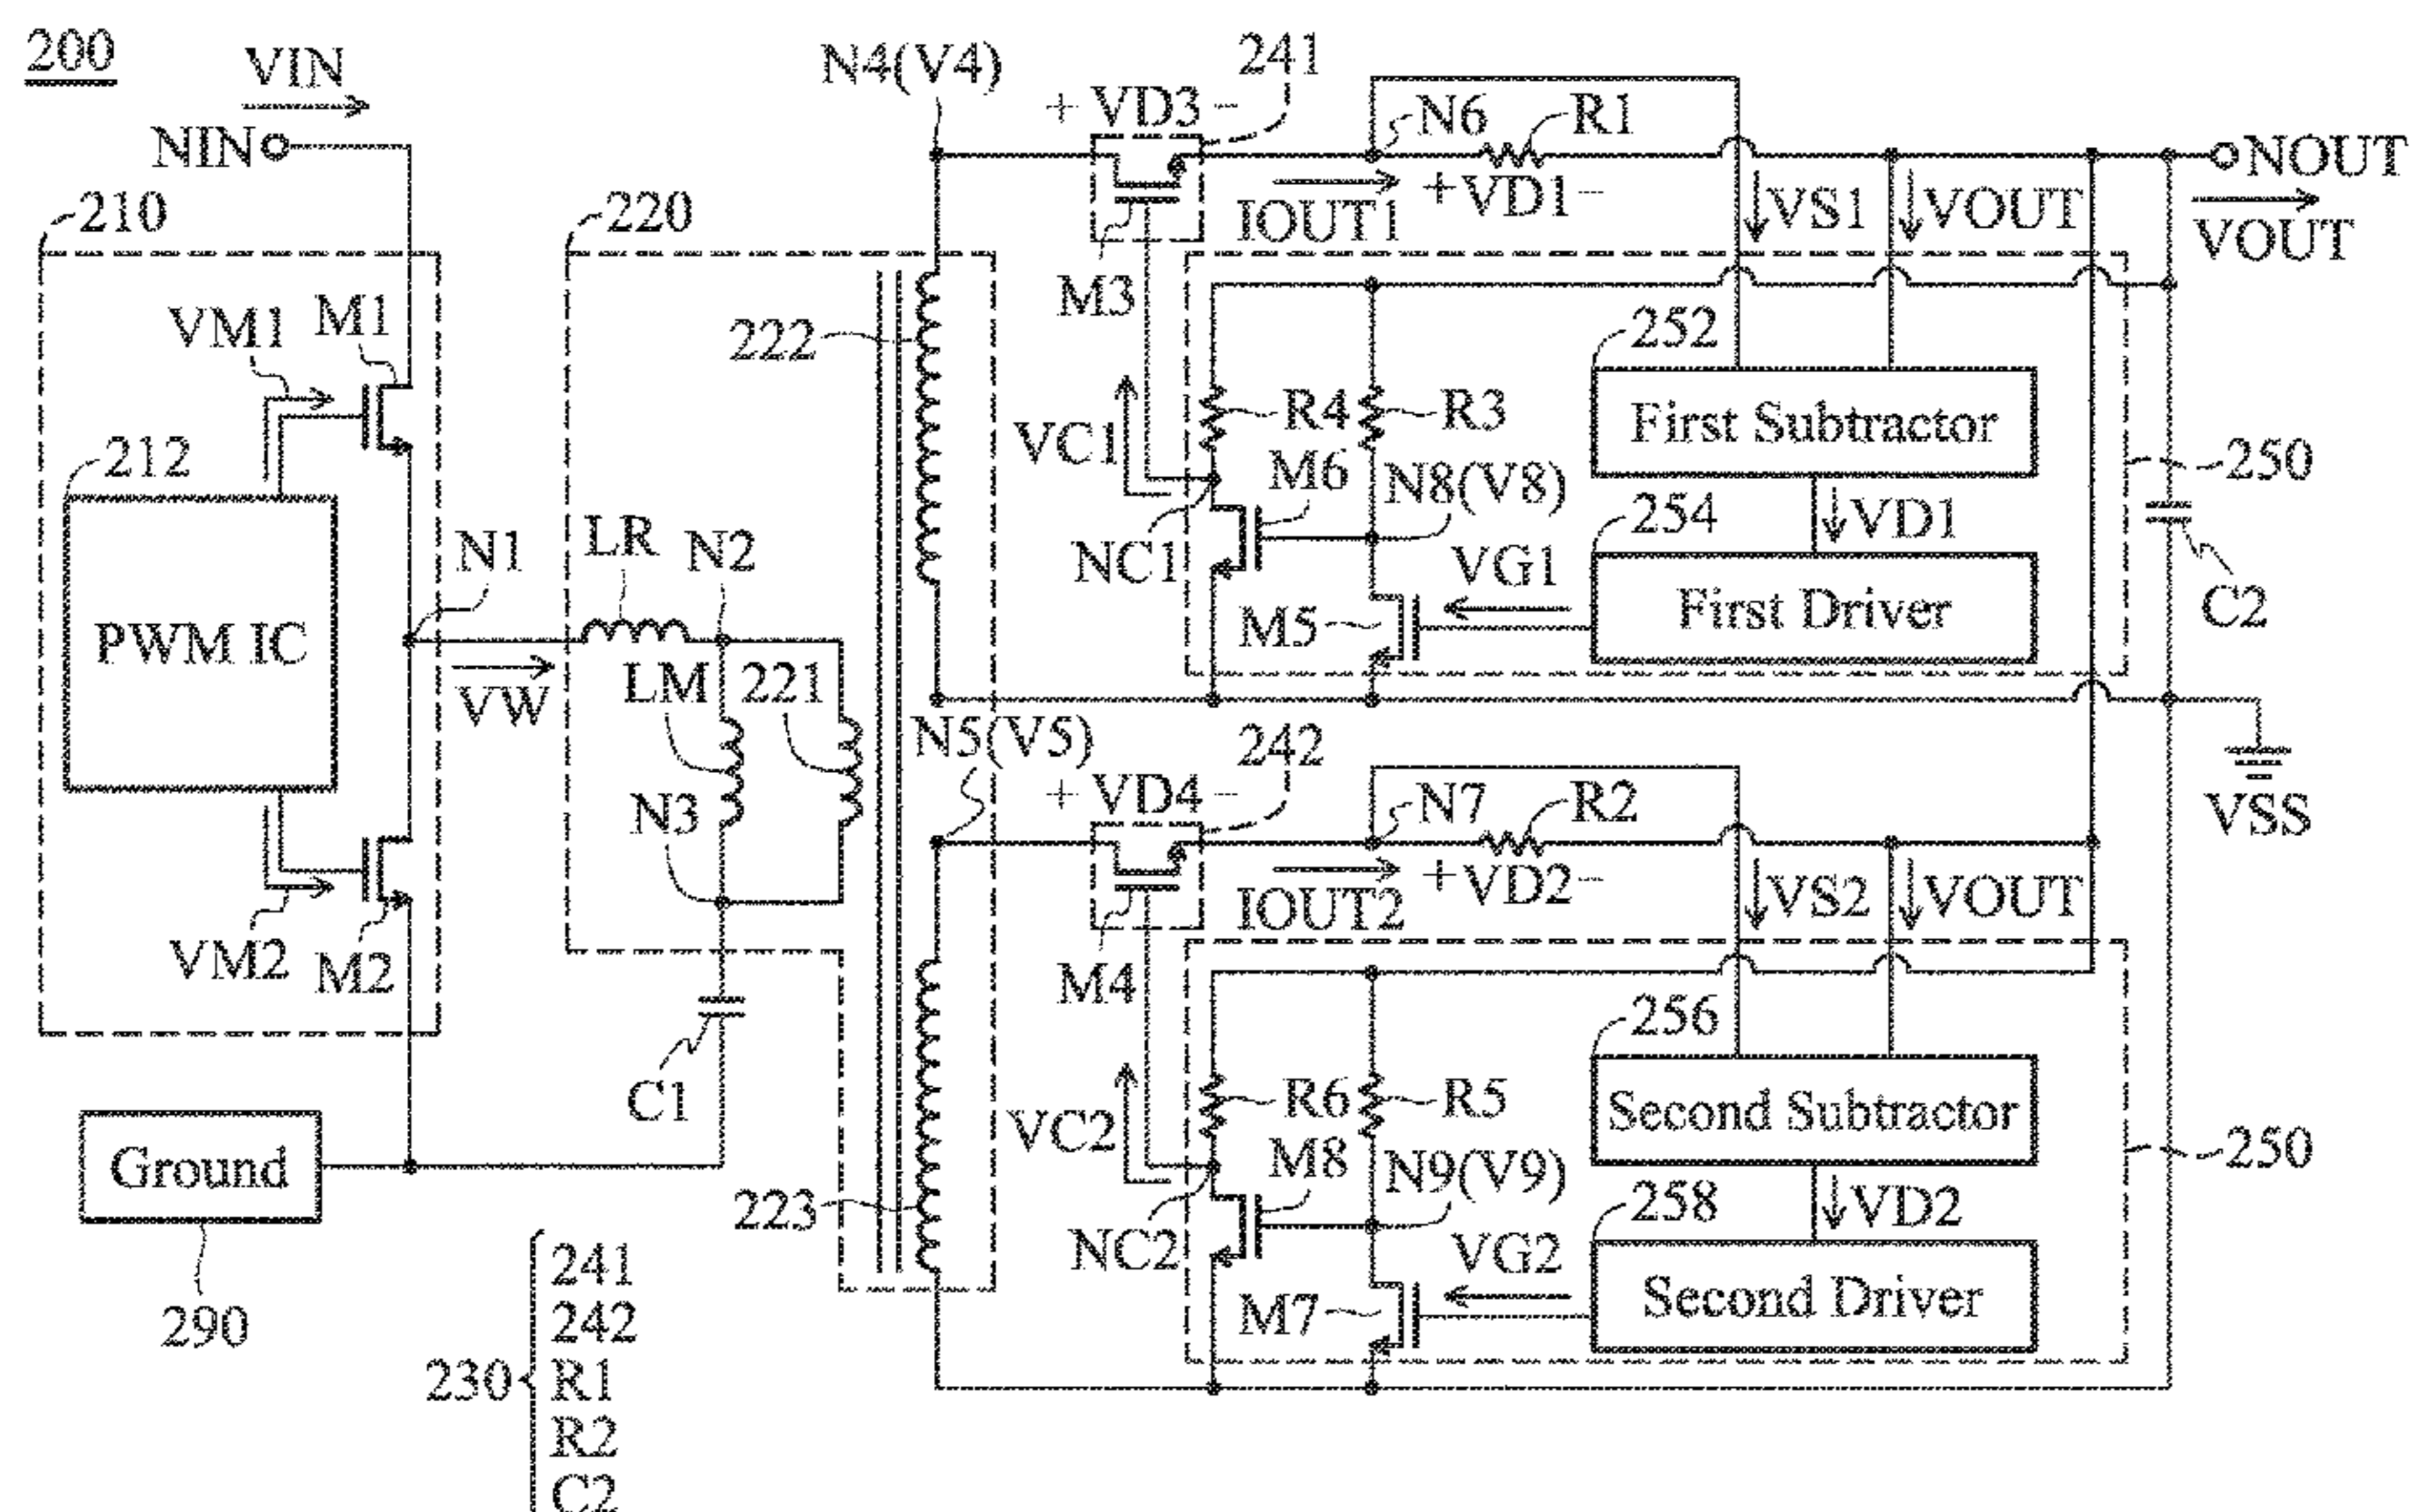 200
VIN
NIN
N4(V4)
+ VD3 -
241
N6
R1
NOUT
VOUT
210
220
IOUT1
+VD1-
VS1
VOUT
M3
VM1
M1
222
252
First Subtractor
VC1
R4
R3
M6
N8(V8)
250
212
PWM IC
N1
LR
N2
NC1
VD1
254
First Driver
VG1
M5
C2
VW
LM
221
N3
N5(V5)
+ VD4 -
242
N7
R2
VSS
IOUT2
+VD2-
VS2
VOUT
M4
VM2
M2
C1
256
Second Subtractor
VC2
R6
R5
M8
N9(V9)
250
Ground
290
223
NC2
VD2
258
Second Driver
VG2
M7
230
241
242
R1
R2
C2